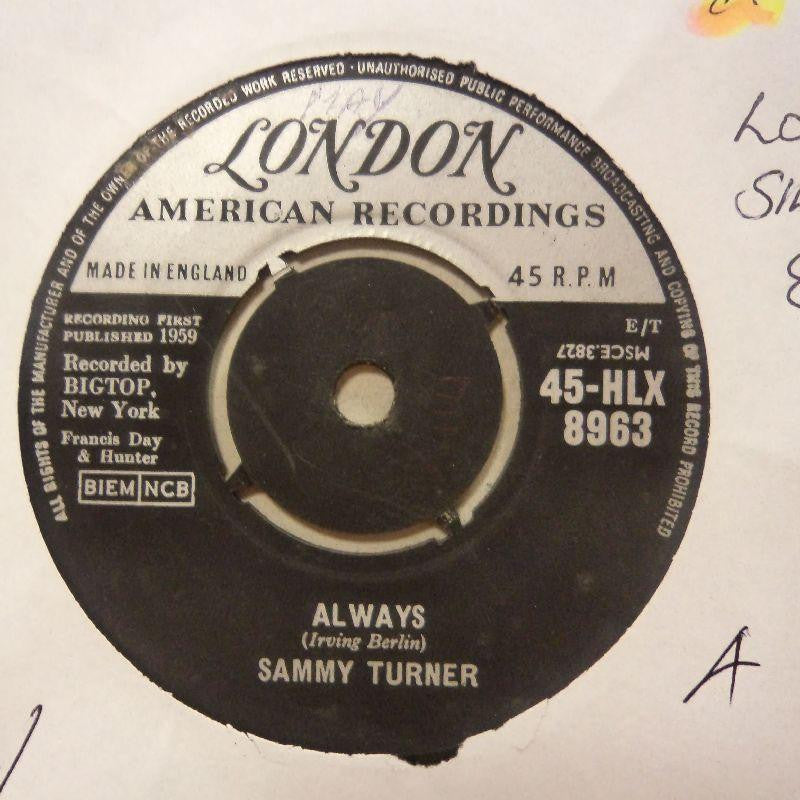 ALL RIGHTS OF THE MANUFACTURER AND OF THE OWNER OF THE RECORDED WORK RESERVED · UNAUTHORISED PUBLIC PERFORMANCE BROADCASTING AND COPYING OF THIS RECORD PROHIBITED
PLAY
LONDON
AMERICAN RECORDINGS
MADE IN ENGLAND
45 R.P.M
RECORDING FIRST
PUBLISHED 1959
Recorded by
BIGTOP,
New York
Francis Day
& Hunter
BIEM NCB
E/T
MSCE.3827
45-HLX
8963
ALWAYS
(Irving Berlin)
SAMMY TURNER
A